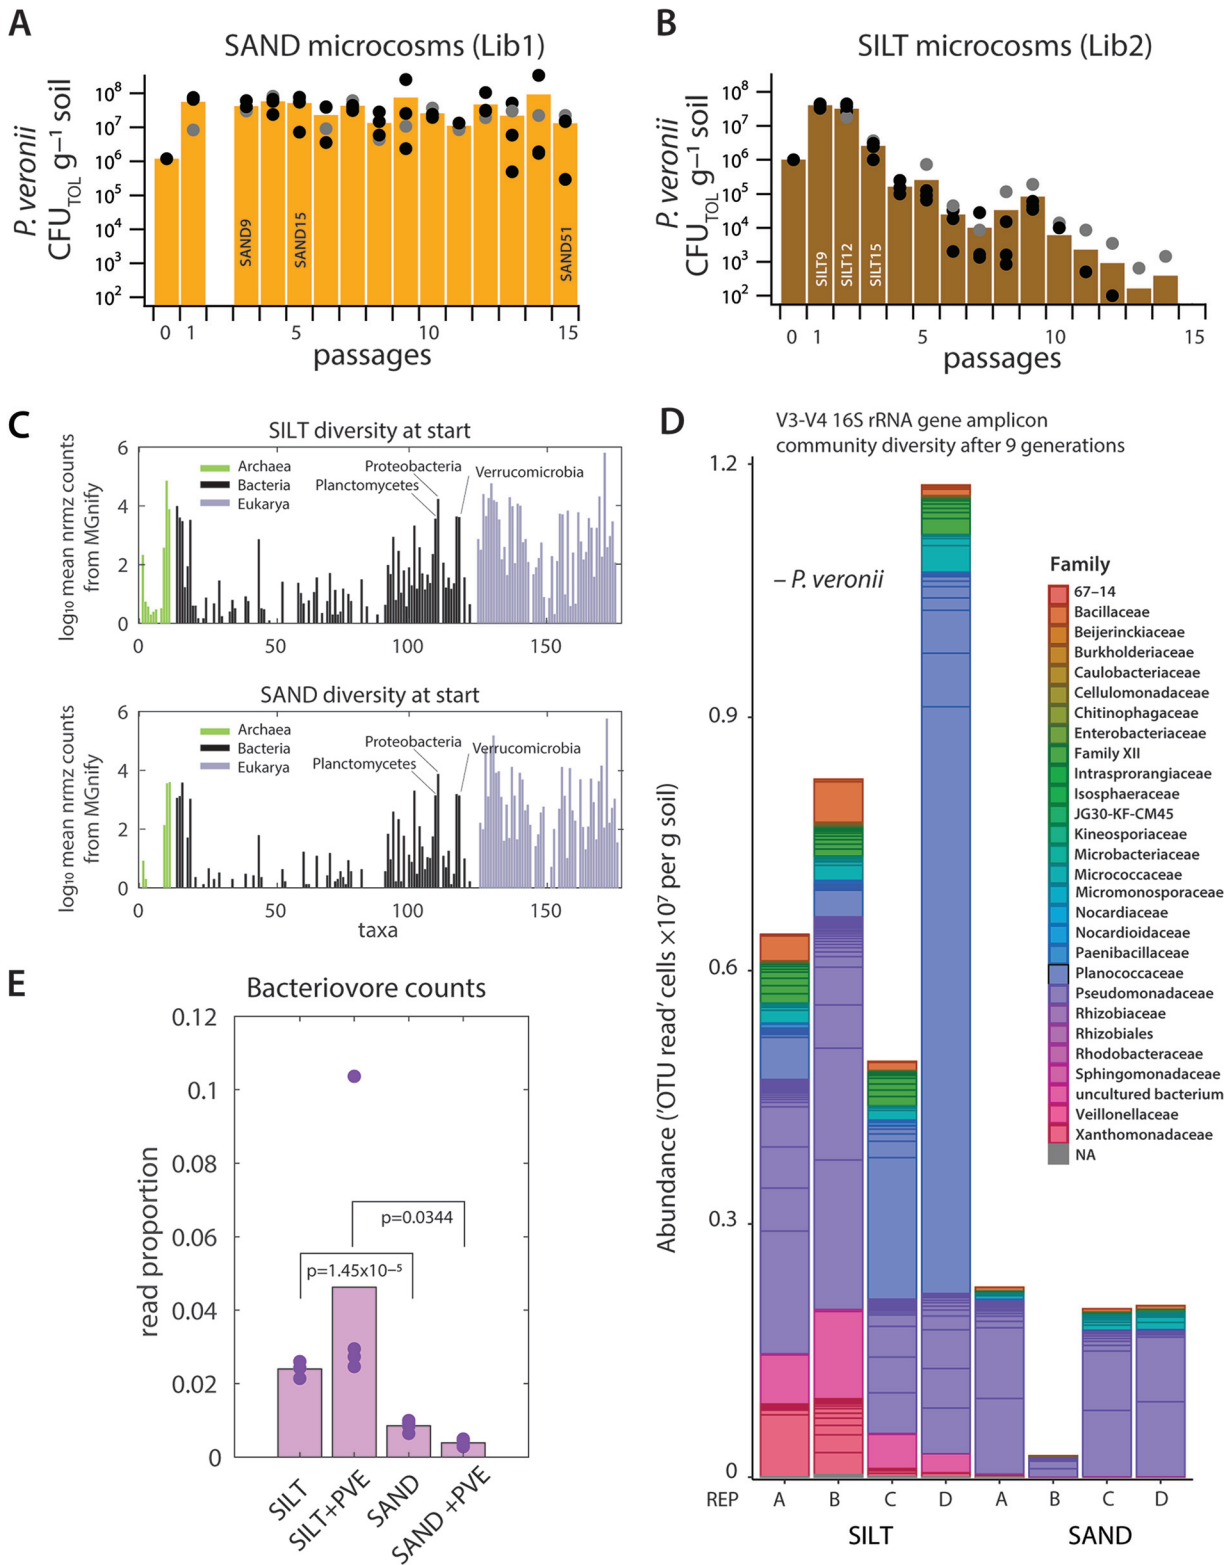 A
SAND microcosms (Lib1)
P. veronii
CFU_TOL g⁻¹ soil
10⁸
10⁷
10⁶
10⁵
10⁴
10³
10²
SAND9
SAND15
SAND51
0 1 5 10 15
passages
B
SILT microcosms (Lib2)
P. veronii
CFU_TOL g⁻¹ soil
10⁸
10⁷
10⁶
10⁵
10⁴
10³
10²
SILT9
SILT12
SILT15
0 1 5 10 15
passages
C
SILT diversity at start
log₁₀ mean nrmz counts
from MGnify
6
4
2
0
Archaea
Bacteria
Eukarya
Proteobacteria
Planctomycetes
Verrucomicrobia
0 50 100 150
SAND diversity at start
log₁₀ mean nrmz counts
from MGnify
6
4
2
0
Archaea
Bacteria
Eukarya
Proteobacteria
Planctomycetes
Verrucomicrobia
0 50 100 150
taxa
D
V3-V4 16S rRNA gene amplicon
community diversity after 9 generations
Abundance ('OTU read' cells ×10⁷ per g soil)
1.2
0.9
0.6
0.3
0
– P. veronii
Family
67–14
Bacillaceae
Beijerinckiaceae
Burkholderiaceae
Caulobacteriaceae
Cellulomonadaceae
Chitinophagaceae
Enterobacteriaceae
Family XII
Intrasprorangiaceae
Isosphaeraceae
JG30-KF-CM45
Kineosporiaceae
Microbacteriaceae
Micrococcaceae
Micromonosporaceae
Nocardiaceae
Nocardioidaceae
Paenibacillaceae
Planococcaceae
Pseudomonadaceae
Rhizobiaceae
Rhizobiales
Rhodobacteraceae
Sphingomonadaceae
uncultured bacterium
Veillonellaceae
Xanthomonadaceae
NA
REP A B C D A B C D
SILT SAND
E
Bacteriovore counts
read proportion
0.12
0.1
0.08
0.06
0.04
0.02
0
p=0.0344
p=1.45x10⁻⁵
SILT
SILT+PVE
SAND
SAND +PVE